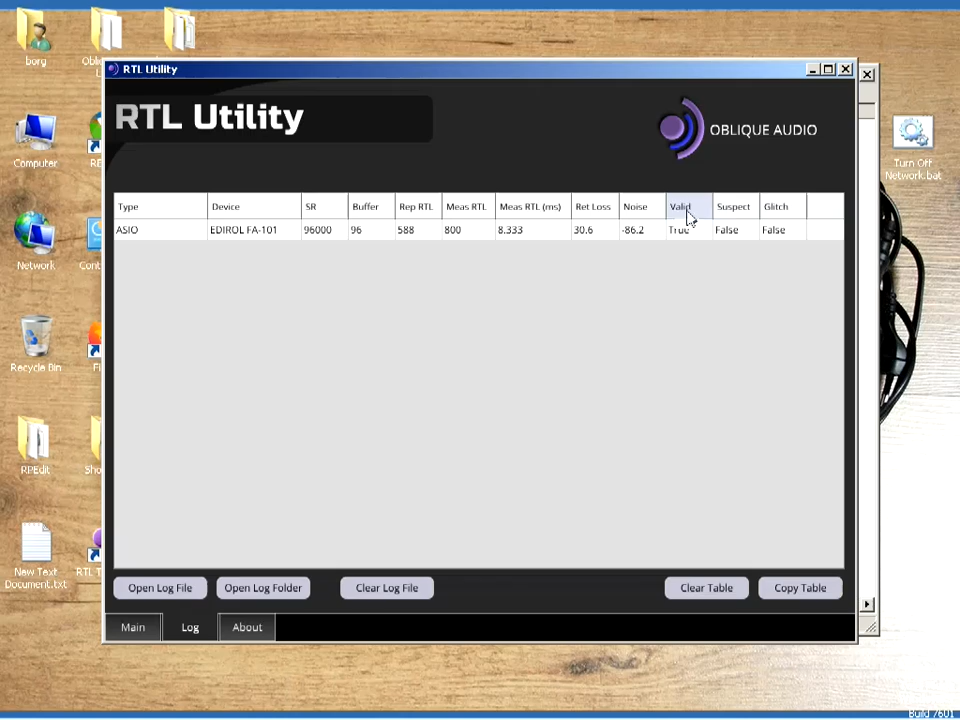 borg
RTL Utility
RTL Utility
OBLIQUE AUDIO
Computer
Turn Off
Network.bat
Type Device SR Buffer Rep RTL Meas RTL Meas RTL (ms) Ret Loss Noise Valid Suspect Glitch
ASIO EDIROL FA-101 96000 96 588 800 8.333 30.6 -86.2 True False False
Network
Recycle Bin
RPEdit
New Text
Document.txt
Open Log File Open Log Folder Clear Log File Clear Table Copy Table
Main Log About
Build 7601